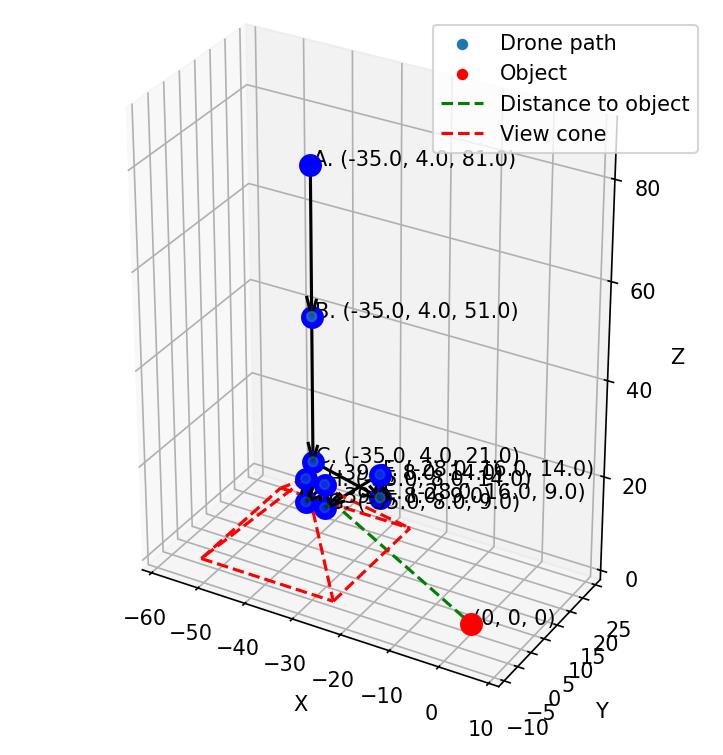 Drone path
Object
Distance to object
View cone
A. (-35.0, 4.0, 81.0)
B. (-35.0, 4.0, 51.0)
C. (-35.0, 4.0, 21.0)
(0, 0, 0)
80
60
Z
40
20
0
−60
−50
−40
−30
−20
−10
0
10
X
25
20
15
10
5
0
−5
−10
Y